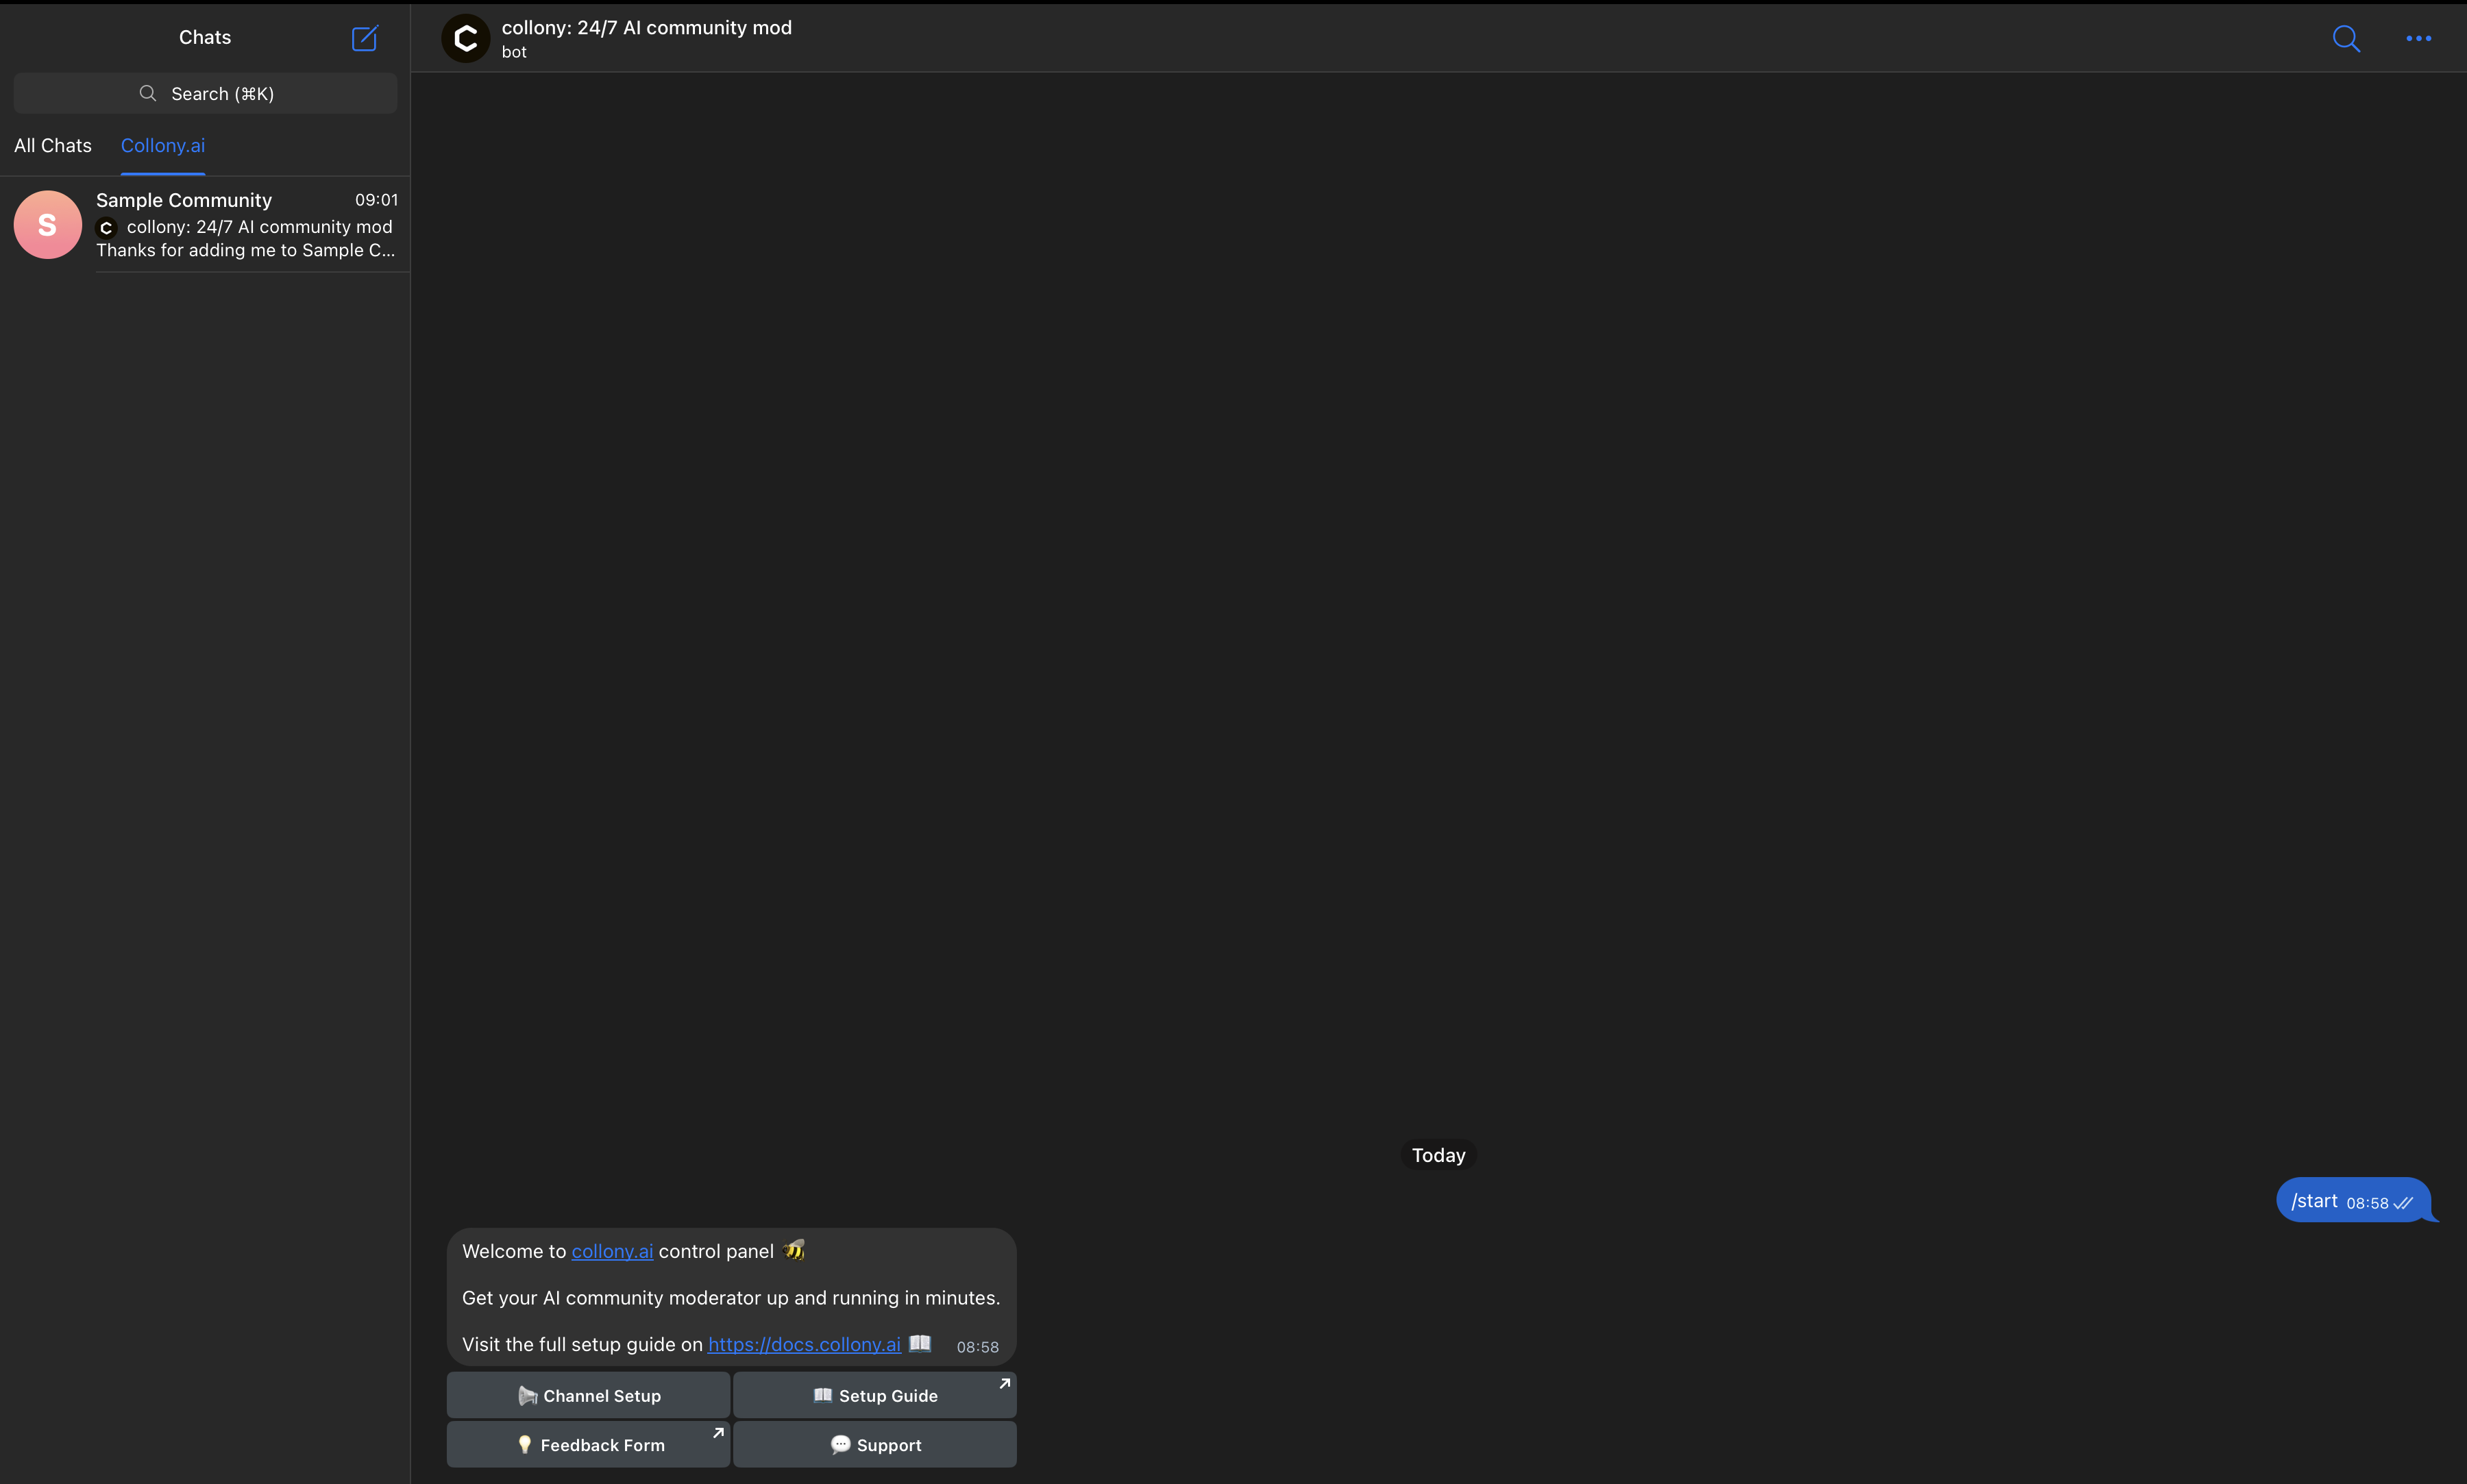 Chats
Search (⌘K)
All Chats
Collony.ai
S
Sample Community
09:01
collony: 24/7 AI community mod
Thanks for adding me to Sample C...
collony: 24/7 AI community mod
bot
Today
/start 08:58
Welcome to collony.ai control panel 🐝
Get your AI community moderator up and running in minutes.
Visit the full setup guide on https://docs.collony.ai 📖 08:58
📢 Channel Setup
📖 Setup Guide
💡 Feedback Form
💬 Support